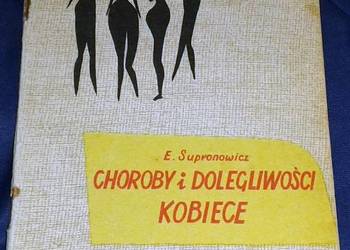 E. Supronowicz
CHOROBY i DOLEGLIWOŚCI
KOBIECE